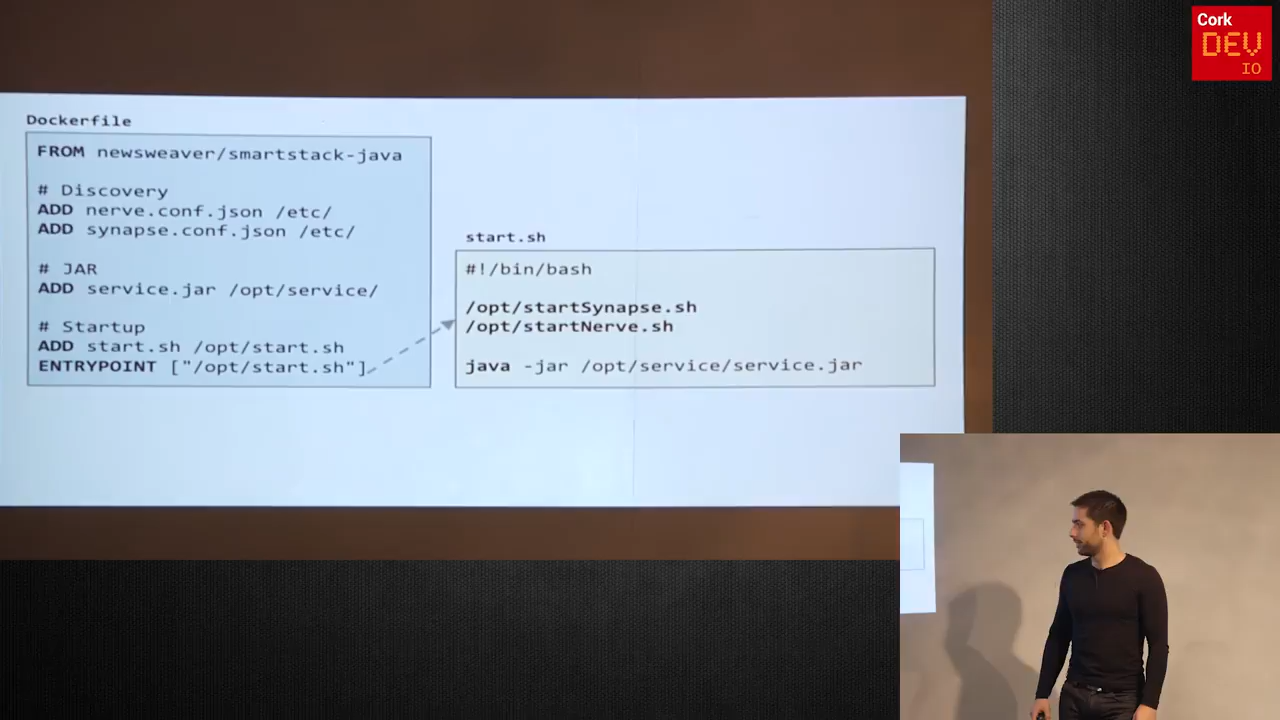 Cork
DEV
IO
Dockerfile
FROM newsweaver/smartstack-java
# Discovery
ADD nerve.conf.json /etc/
ADD synapse.conf.json /etc/
# JAR
ADD service.jar /opt/service/
# Startup
ADD start.sh /opt/start.sh
ENTRYPOINT ["/opt/start.sh"]
start.sh
#!/bin/bash
/opt/startSynapse.sh
/opt/startNerve.sh
java -jar /opt/service/service.jar